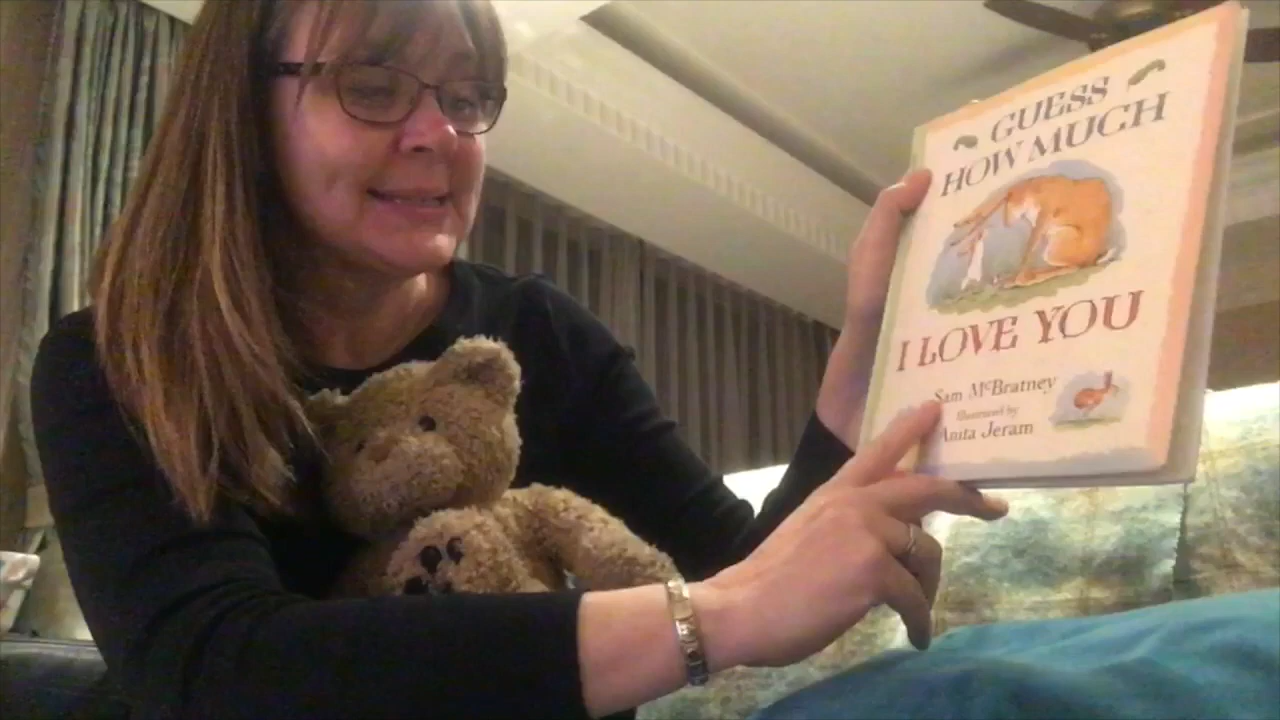 GUESS
HOW MUCH
I LOVE YOU
Sam McBratney
Illustrated by
Anita Jeram